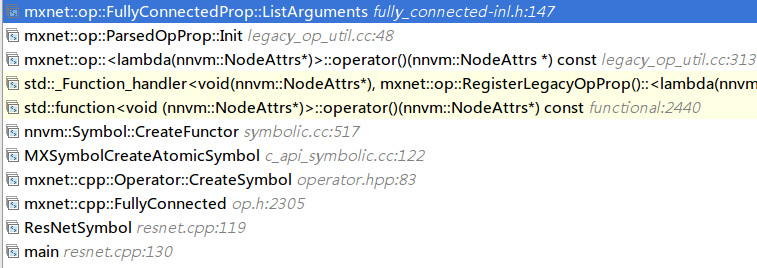 mxnet::op::FullyConnectedProp::ListArguments fully_connected-inl.h:147
mxnet::op::ParsedOpProp::Init legacy_op_util.cc:48
mxnet::op::<lambda(nnvm::NodeAttrs*)>::operator()(nnvm::NodeAttrs *) const legacy_op_util.cc:313
std::_Function_handler<void(nnvm::NodeAttrs*), mxnet::op::RegisterLegacyOpProp()::<lambda(nnvm
std::function<void (nnvm::NodeAttrs*)>::operator()(nnvm::NodeAttrs*) const functional:2440
nnvm::Symbol::CreateFunctor symbolic.cc:517
MXSymbolCreateAtomicSymbol c_api_symbolic.cc:122
mxnet::cpp::Operator::CreateSymbol operator.hpp:83
mxnet::cpp::FullyConnected op.h:2305
ResNetSymbol resnet.cpp:119
main resnet.cpp:130